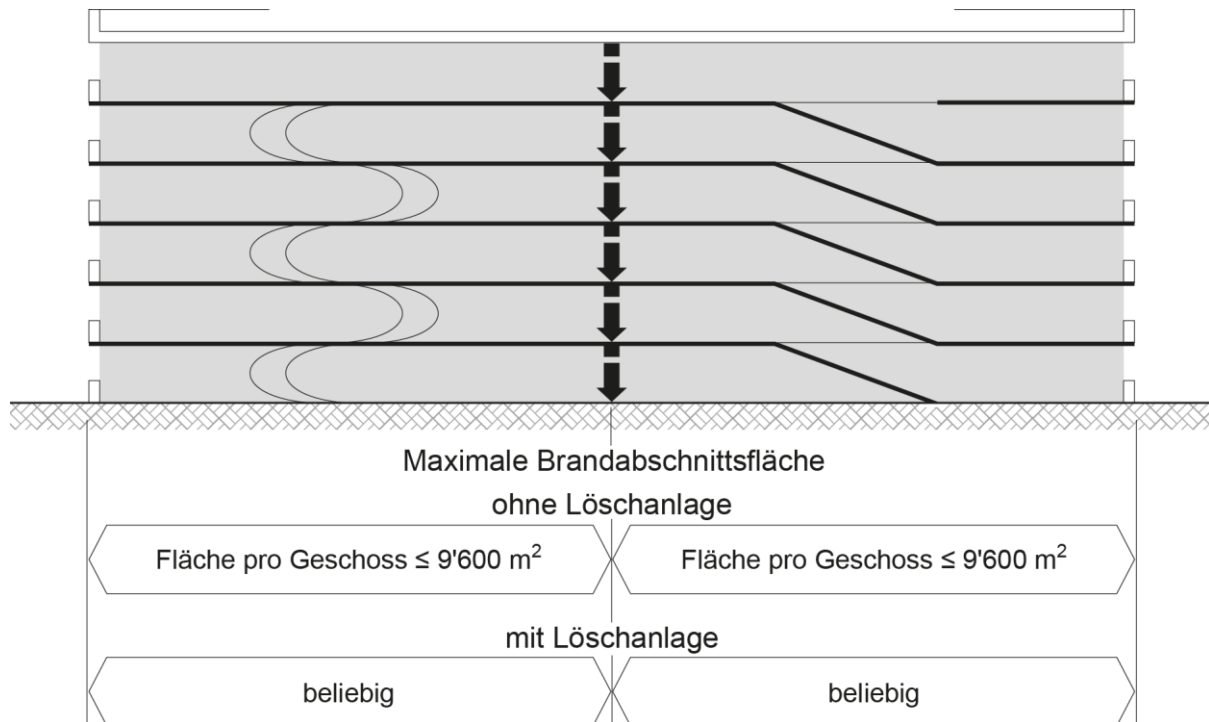 Maximale Brandabschnittsfläche
ohne Löschanlage
Fläche pro Geschoss ≤ 9'600 m² Fläche pro Geschoss ≤ 9'600 m²
mit Löschanlage
beliebig beliebig